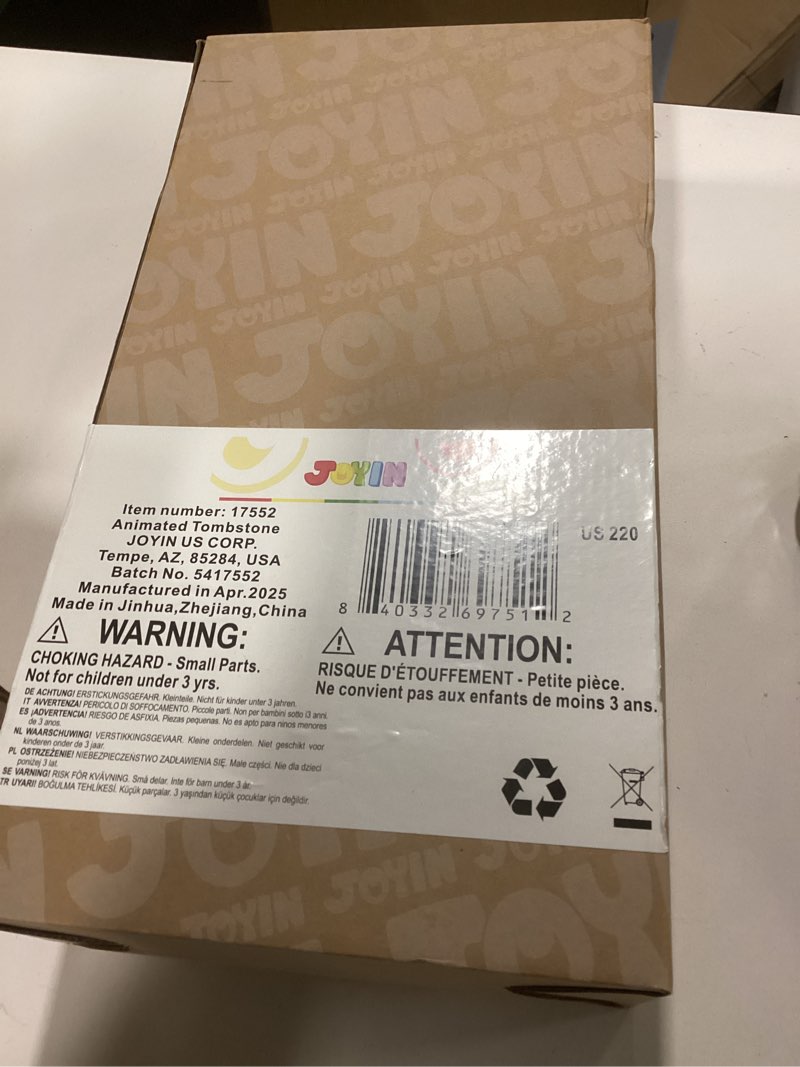 JOYIN
Item number: 17552
Animated Tombstone
JOYIN US CORP.
Tempe, AZ, 85284, USA
Batch No. 5417552
Manufactured in Apr.2025
Made in Jinhua,Zhejiang,China
US 220
8 40332 69751 2
WARNING:
CHOKING HAZARD - Small Parts.
Not for children under 3 yrs.
ATTENTION:
RISQUE D'ÉTOUFFEMENT - Petite pièce.
Ne convient pas aux enfants de moins 3 ans.
DE ACHTUNG! ERSTICKUNGSGEFAHR. Kleinteile. Nicht für kinder unter 3 jahren.
IT AVVERTENZA! PERICOLO DI SOFFOCAMENTO. Piccole parti. Non per bambini sotto i3 anni.
ES ¡ADVERTENCIA! RIESGO DE ASFIXIA. Piezas pequenas. No es apto para ninos menores
de 3 anos.
NL WAARSCHUWING! VERSTIKKINGSGEVAAR. Kleine onderdelen. Niet geschikt voor
kinderen onder de 3 jaar.
PL OSTRZEŻENIE! NIEBEZPIECZEŃSTWO ZADŁAWIENIA SIĘ. Małe części. Nie dla dzieci
poniżej 3 lat.
SE VARNING! RISK FÖR KVÄVNING. Små delar. Inte för barn under 3 år.
TR UYARI! BOĞULMA TEHLİKESİ. Küçük parçalar. 3 yaşından küçük çocuklar için değildir.